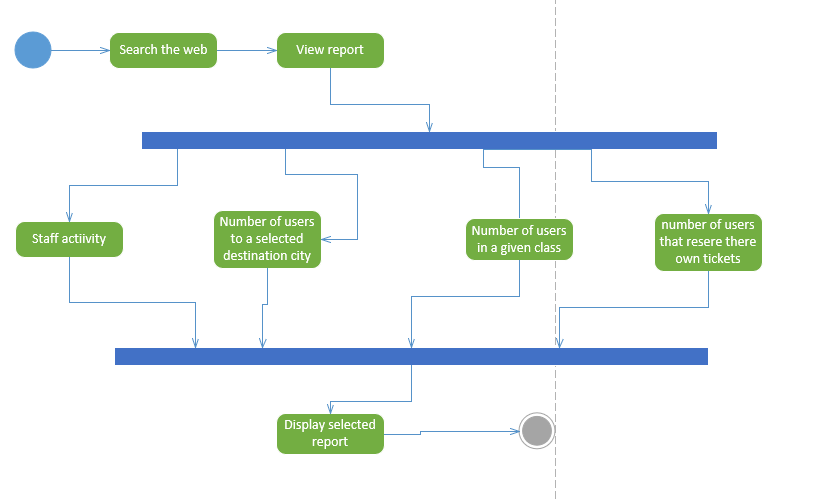 Search the web
View report
Staff actiivity
Number of users
to a selected
destination city
Number of users
in a given class
number of users
that resere there
own tickets
Display selected
report